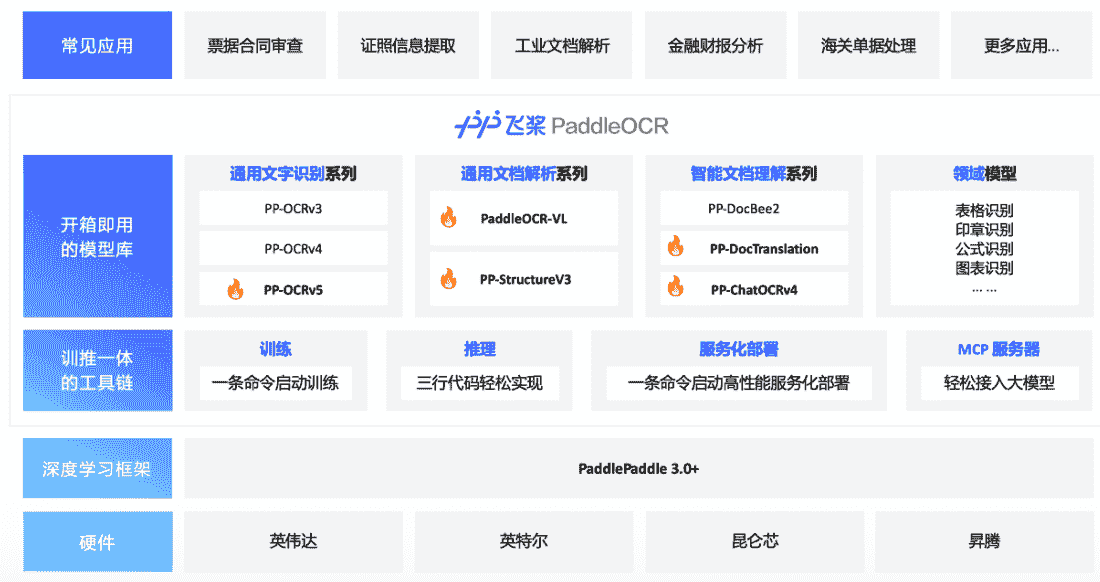 常见应用
票据合同审查
证照信息提取
工业文档解析
金融财报分析
海关单据处理
更多应用...
飞桨 PaddleOCR
开箱即用
的模型库
通用文字识别系列
PP-OCRv3
PP-OCRv4
PP-OCRv5
通用文档解析系列
PaddleOCR-VL
PP-StructureV3
智能文档理解系列
PP-DocBee2
PP-DocTranslation
PP-ChatOCRv4
领域模型
表格识别
印章识别
公式识别
图表识别
... ...
训推一体
的工具链
训练
一条命令启动训练
推理
三行代码轻松实现
服务化部署
一条命令启动高性能服务化部署
MCP 服务器
轻松接入大模型
深度学习框架
PaddlePaddle 3.0+
硬件
英伟达
英特尔
昆仑芯
昇腾